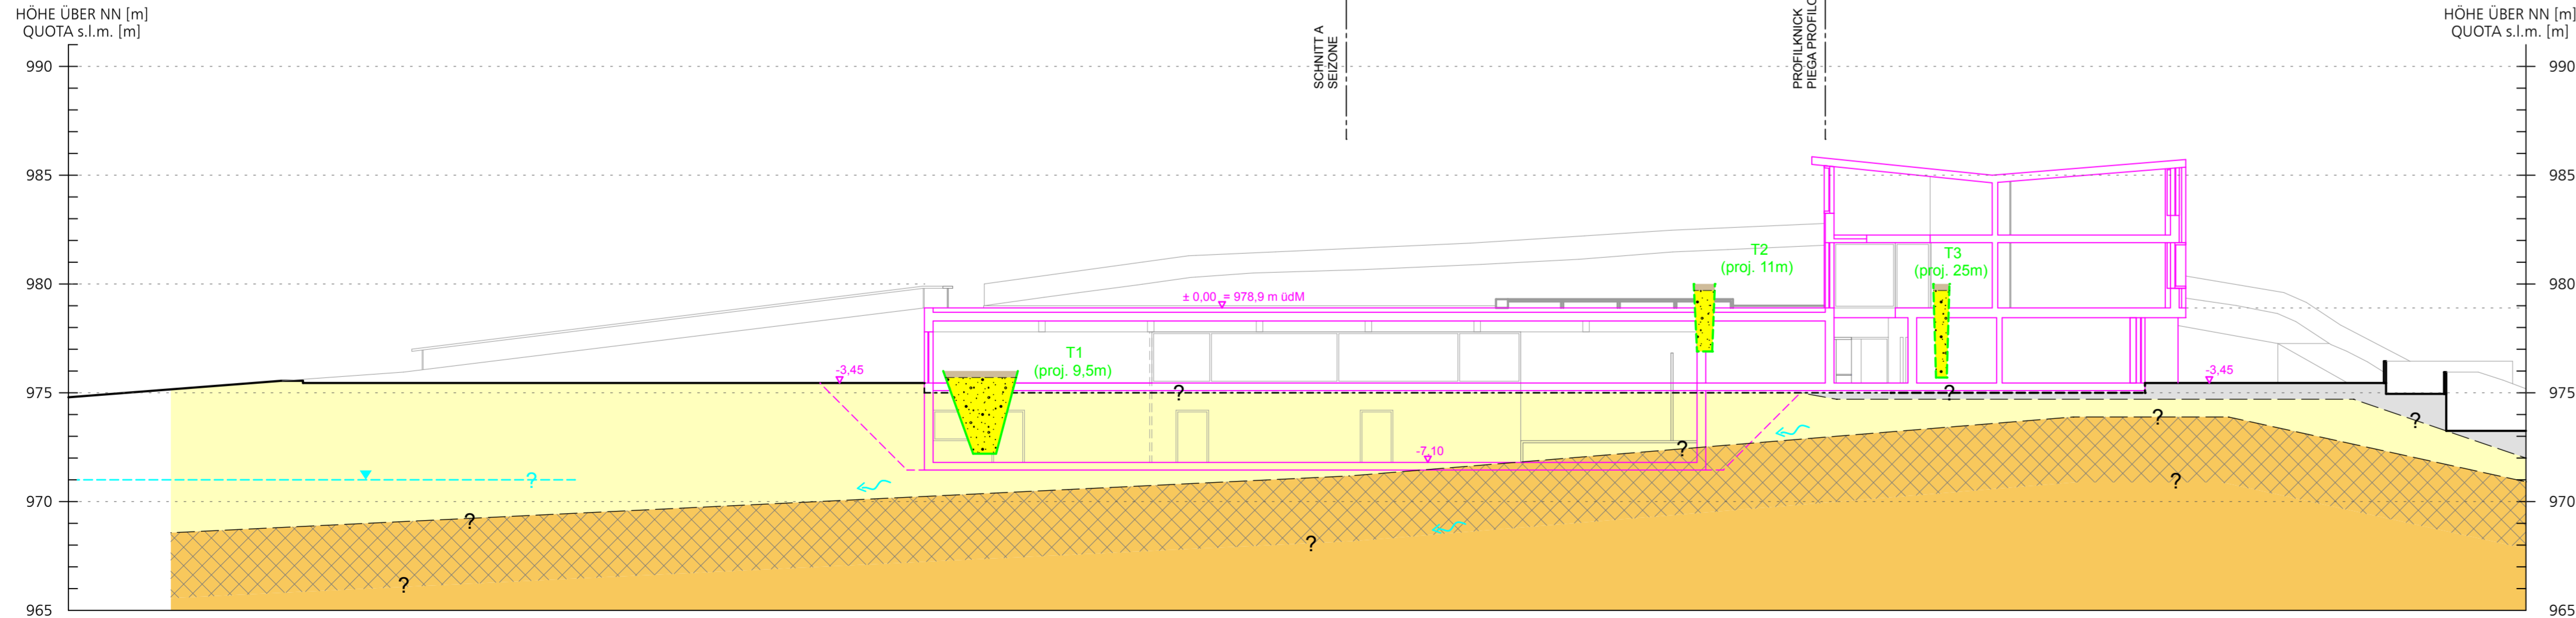 HÖHE ÜBER NN [m]
QUOTA s.l.m. [m]
HÖHE ÜBER NN [m]
QUOTA s.l.m. [m]
SCHNITT A
SEIZONE
PROFILKNICK
PIEGA PROFILO
990
990
985
985
T2
(proj. 11m)
T3
(proj. 25m)
980
± 0,00 = 978,9 m üdM
980
T1
(proj. 9,5m)
-3,45
-3,45
975
?
?
975
?
?
?
-7,10
?
?
970
970
?
?
?
965
965